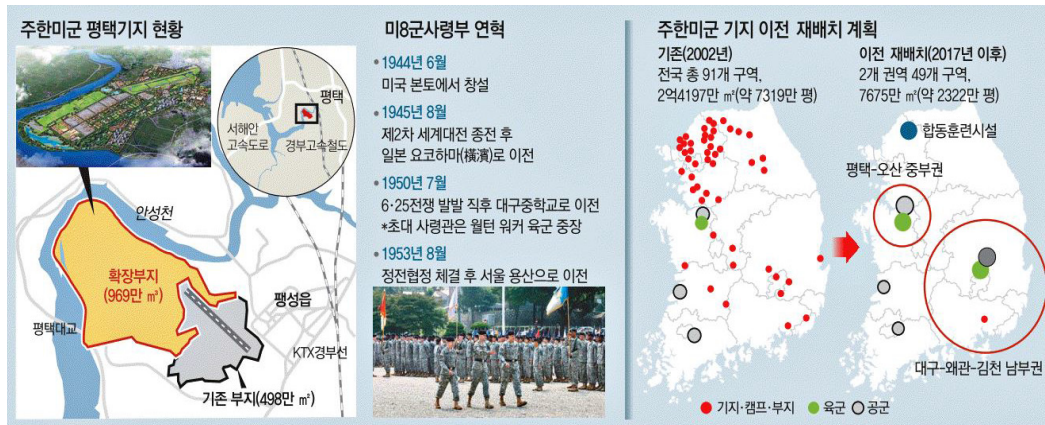 주한미군 평택기지 현황
평택
서해안
고속도로
경부고속철도
안성천
확장부지
(969만 ㎡)
팽성읍
평택대교
KTX경부선
기존 부지(498만 ㎡)
미8군사령부 연혁
• 1944년 6월
미국 본토에서 창설
• 1945년 8월
제2차 세계대전 종전 후
일본 요코하마(橫濱)로 이전
• 1950년 7월
6·25전쟁 발발 직후 대구중학교로 이전
*초대 사령관은 월턴 워커 육군 중장
• 1953년 8월
정전협정 체결 후 서울 용산으로 이전
주한미군 기지 이전 재배치 계획
기존(2002년)
전국 총 91개 구역,
2억4197만 ㎡(약 7319만 평)
이전 재배치(2017년 이후)
2개 권역 49개 구역,
7675만 ㎡(약 2322만 평)
합동훈련시설
평택-오산 중부권
대구-왜관-김천 남부권
기지·캠프·부지
육군
공군